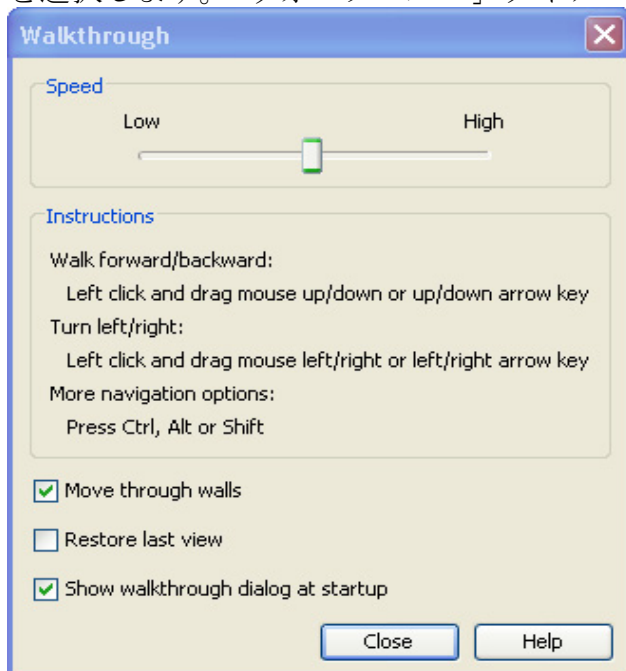 Walkthrough
Speed
Low High
Instructions
Walk forward/backward:
Left click and drag mouse up/down or up/down arrow key
Turn left/right:
Left click and drag mouse left/right or left/right arrow key
More navigation options:
Press Ctrl, Alt or Shift
Move through walls
Restore last view
Show walkthrough dialog at startup
Close Help